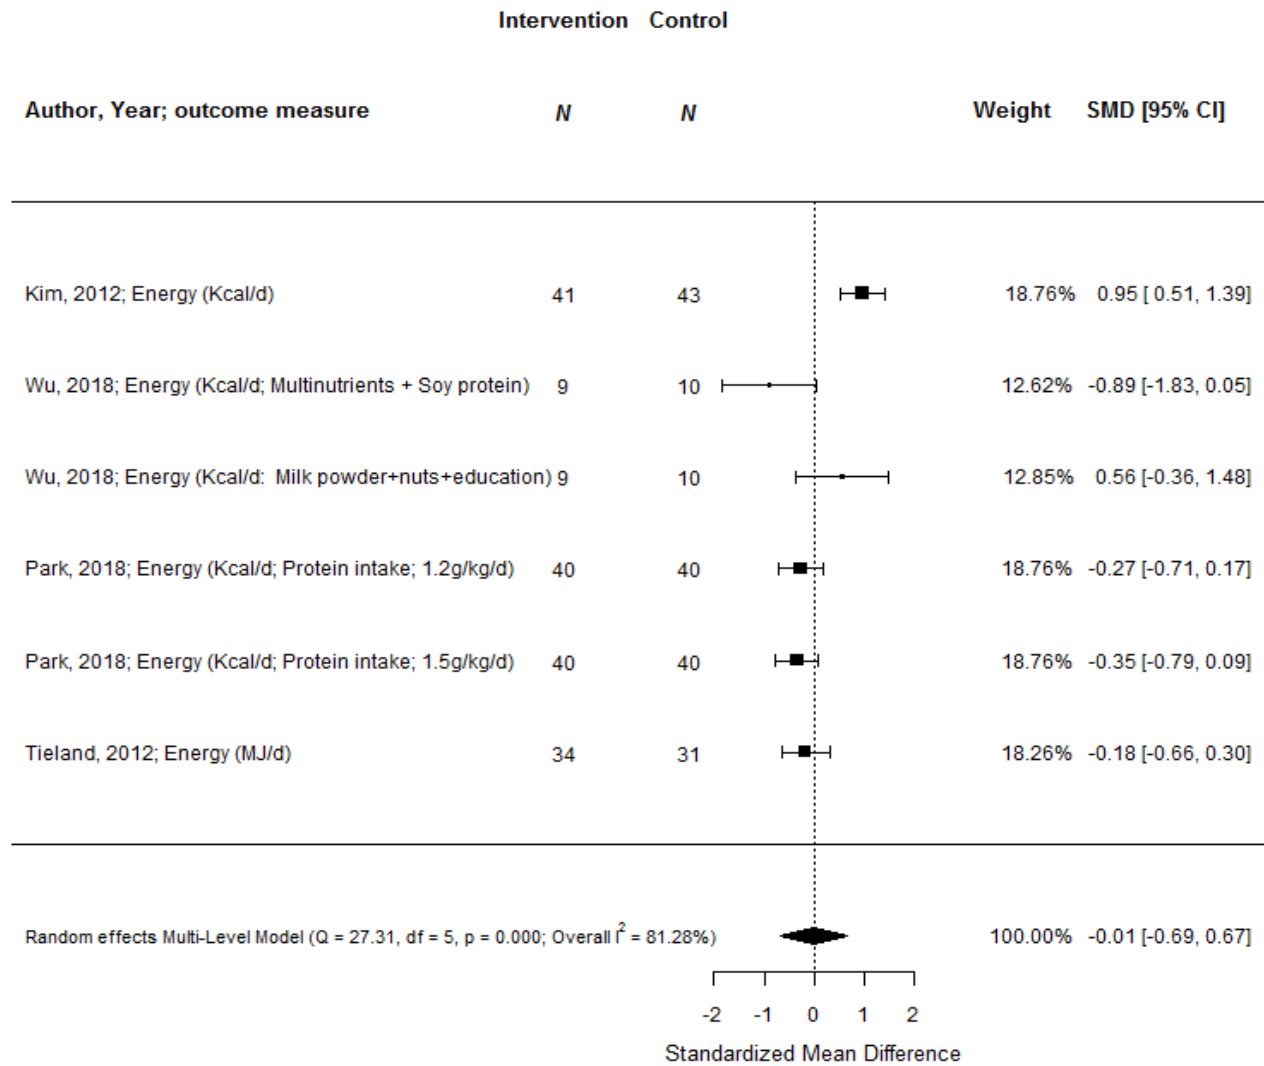 Intervention Control
Author, Year; outcome measure N N Weight SMD [95% CI]
Kim, 2012; Energy (Kcal/d) 41 43 18.76% 0.95 [ 0.51, 1.39]
Wu, 2018; Energy (Kcal/d; Multinutrients + Soy protein) 9 10 12.62% -0.89 [-1.83, 0.05]
Wu, 2018; Energy (Kcal/d: Milk powder+nuts+education) 9 10 12.85% 0.56 [-0.36, 1.48]
Park, 2018; Energy (Kcal/d; Protein intake; 1.2g/kg/d) 40 40 18.76% -0.27 [-0.71, 0.17]
Park, 2018; Energy (Kcal/d; Protein intake; 1.5g/kg/d) 40 40 18.76% -0.35 [-0.79, 0.09]
Tieland, 2012; Energy (MJ/d) 34 31 18.26% -0.18 [-0.66, 0.30]
Random effects Multi-Level Model (Q = 27.31, df = 5, p = 0.000; Overall I² = 81.28%) 100.00% -0.01 [-0.69, 0.67]
-2 -1 0 1 2
Standardized Mean Difference